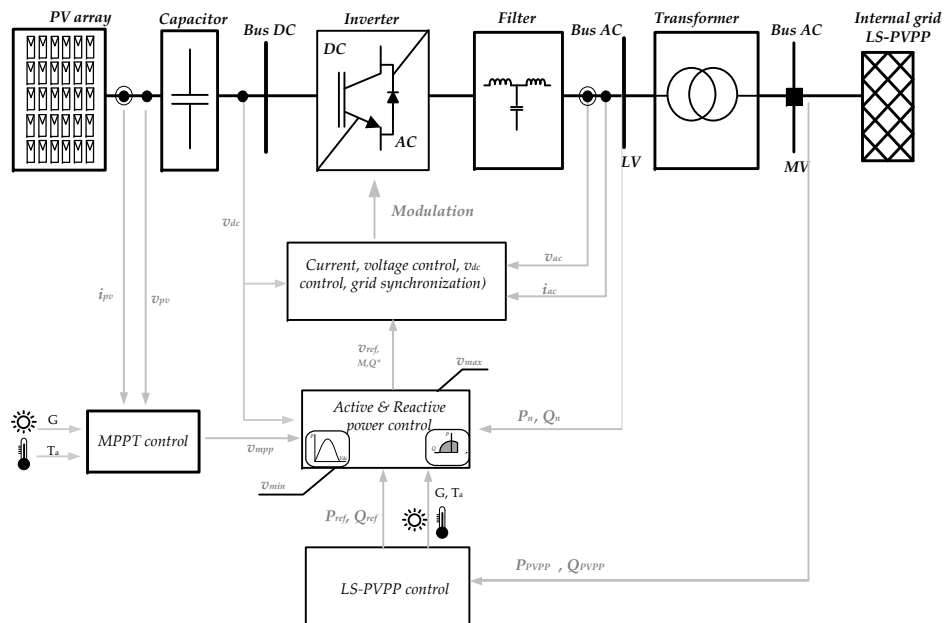 PV array
Capacitor
Bus DC
Inverter
Filter
Bus AC
Transformer
Bus AC
Internal grid
LS-PVPP
DC
AC
LV
MV
Modulation
vdc
Current, voltage control, vdc
control, grid synchronization)
vac
iac
ipv
vpv
vref,
M,Q*
vmax
Active & Reactive
power control
Pn, Qn
G
Ta
MPPT control
vmpp
P
Vdc
P
Q
vmin
G, Ta
Pref, Qref
LS-PVPP control
PPVPP , QPVPP